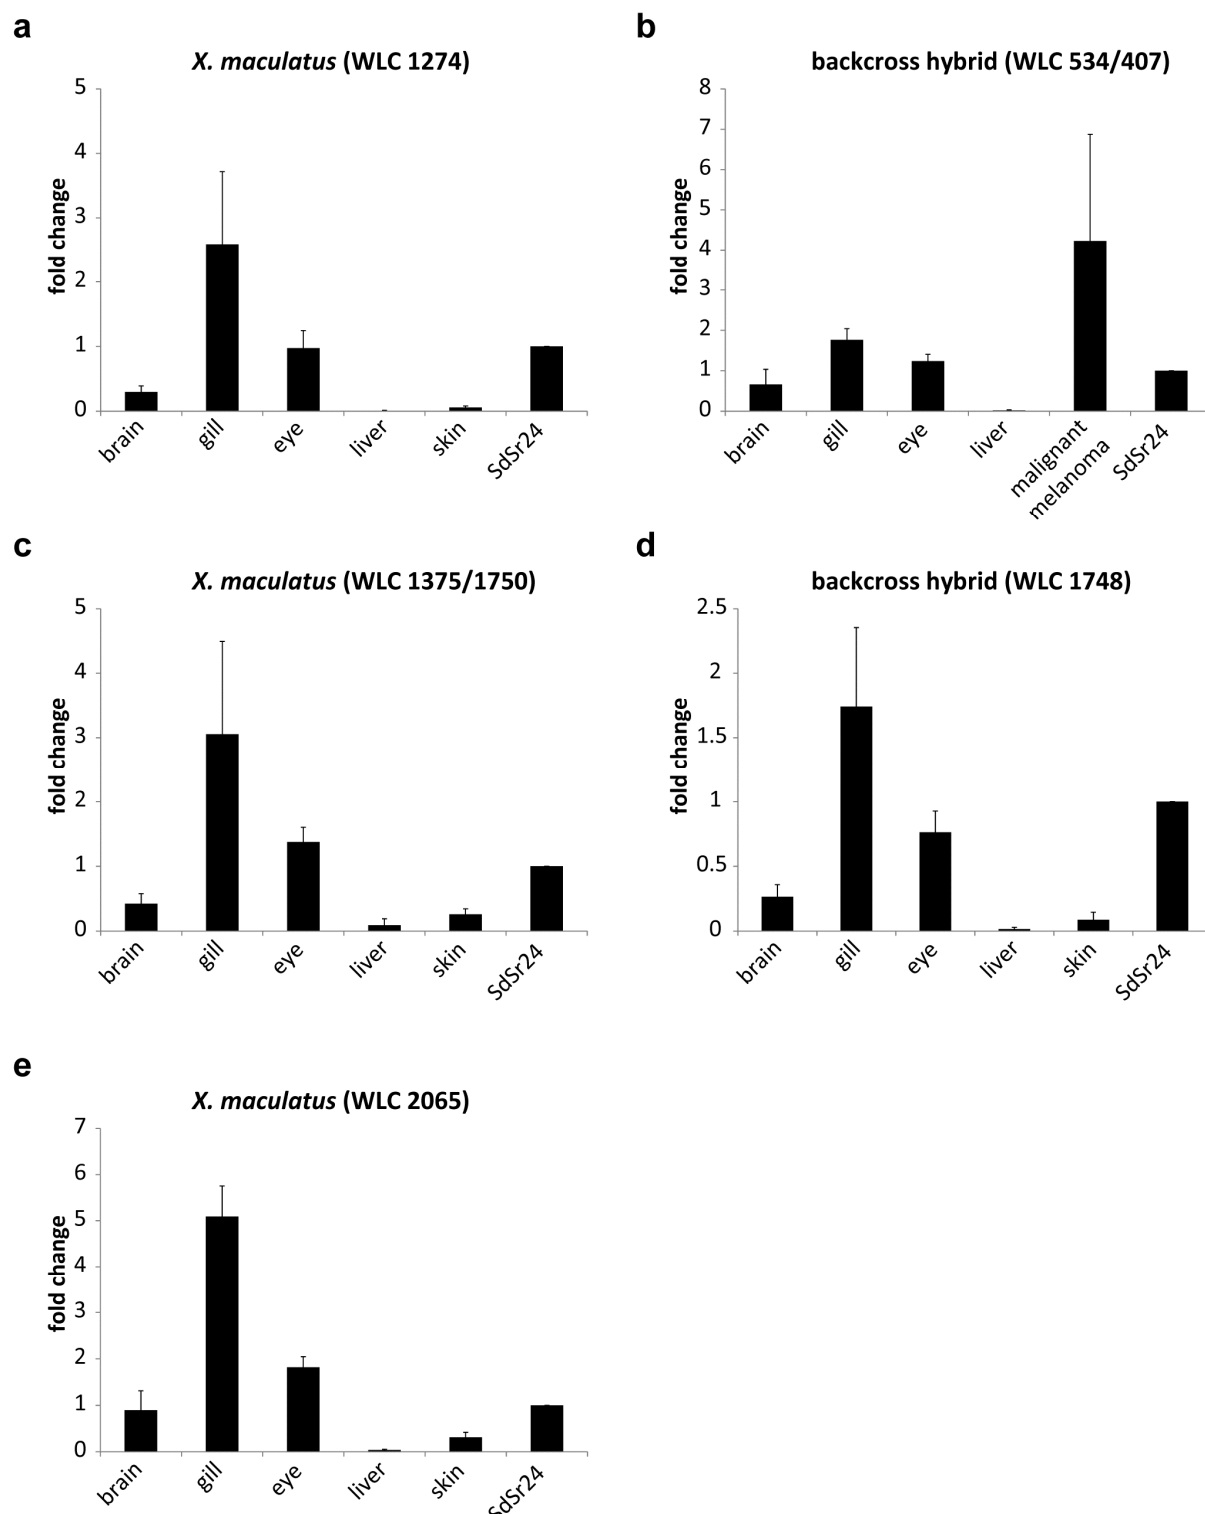 a
X. maculatus (WLC 1274)
fold change
5
4
3
2
1
0
brain
gill
eye
liver
skin
SdSr24
b
backcross hybrid (WLC 534/407)
fold change
8
7
6
5
4
3
2
1
0
brain
gill
eye
liver
malignant
melanoma
SdSr24
c
X. maculatus (WLC 1375/1750)
fold change
5
4
3
2
1
0
brain
gill
eye
liver
skin
SdSr24
d
backcross hybrid (WLC 1748)
fold change
2.5
2
1.5
1
0.5
0
brain
gill
eye
liver
skin
SdSr24
e
X. maculatus (WLC 2065)
fold change
7
6
5
4
3
2
1
0
brain
gill
eye
liver
skin
SdSr24